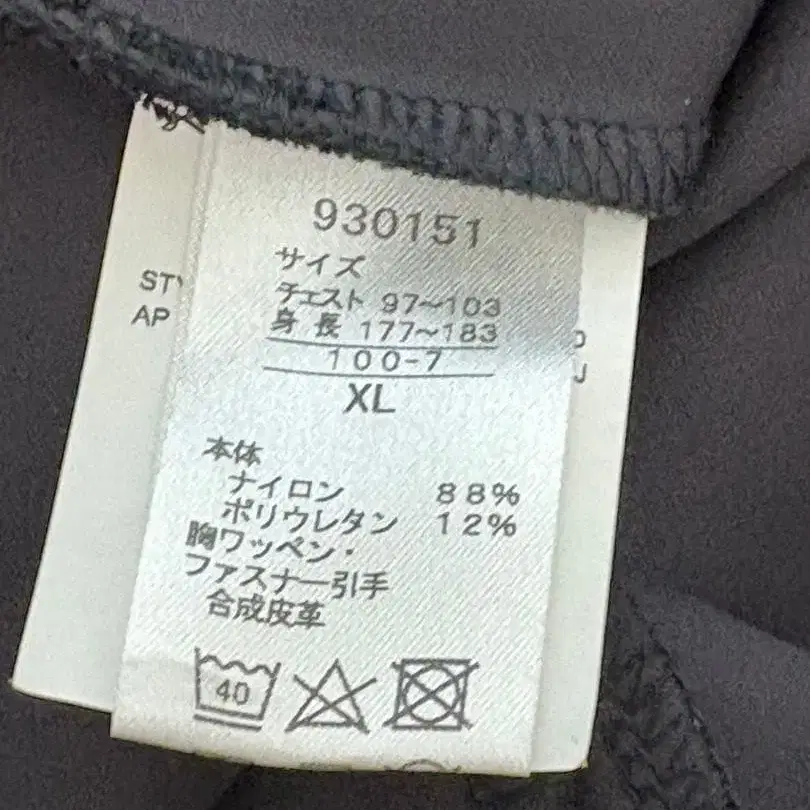 930151
サイズ
チェスト 97~103
身長 177~183
100-7
XL
本体
ナイロン 88%
ポリウレタン 12%
胸ワッペン・
ファスナー引手
合成皮革
40
ST
AP